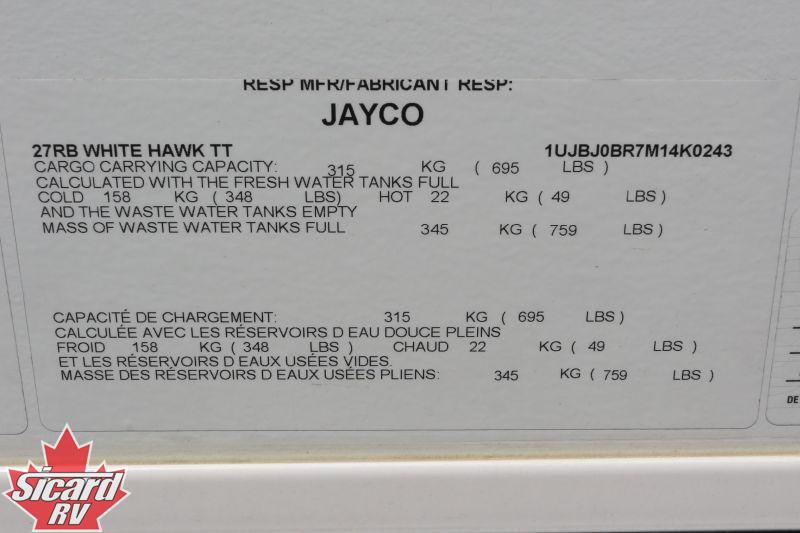 RESP MFR/FABRICANT RESP:
JAYCO
27RB WHITE HAWK TT 1UJBJ0BR7M14K0243
CARGO CARRYING CAPACITY: 315 KG ( 695 LBS )
CALCULATED WITH THE FRESH WATER TANKS FULL
COLD 158 KG ( 348 LBS) HOT 22 KG ( 49 LBS )
AND THE WASTE WATER TANKS EMPTY
MASS OF WASTE WATER TANKS FULL 345 KG ( 759 LBS )
CAPACITÉ DE CHARGEMENT: 315 KG ( 695 LBS )
CALCULÉE AVEC LES RÉSERVOIRS D EAU DOUCE PLEINS
FROID 158 KG ( 348 LBS ) CHAUD 22 KG ( 49 LBS )
ET LES RÉSERVOIRS D EAUX USÉES VIDES.
MASSE DES RÉSERVOIRS D EAUX USÉES PLIENS: 345 KG ( 759 LBS )
DE
Sicard
RV